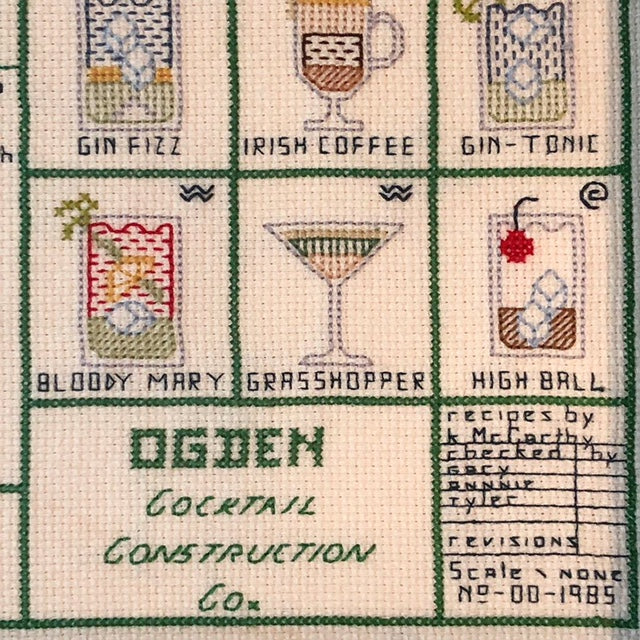 GIN FIZZ
IRISH COFFEE
GIN-TONIC
BLOODY MARY
GRASSHOPPER
HIGH BALL
OGDEN
COCKTAIL
CONSTRUCTION
CO.
recipes by
K McCarthy
checked by
Gary
Tyler
revisions
Scale \ NONE
No-00-1985